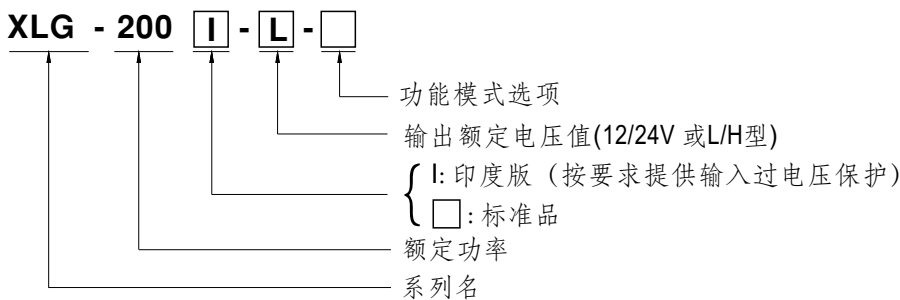 XLG - 200 I - L - □
功能模式选项
输出额定电压值(12/24V 或L/H型)
I: 印度版（按要求提供输入过电压保护）
□: 标准品
额定功率
系列名